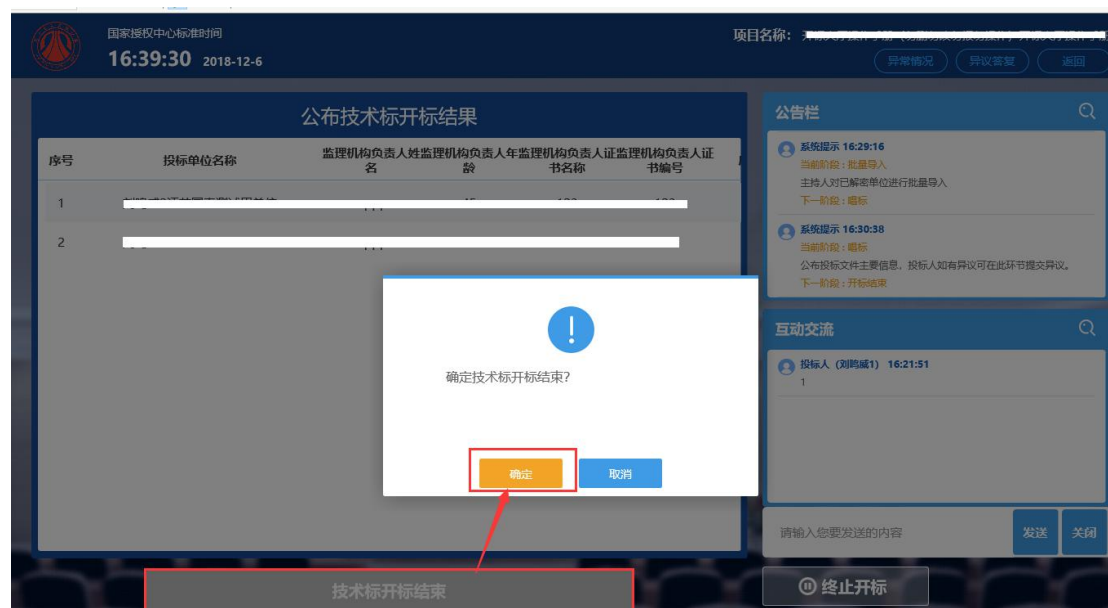 国家授权中心标准时间
16:39:30 2018-12-6
项目名称：
异常情况 异议答复 返回
公布技术标开标结果
序号 投标单位名称 监理机构负责人姓名 监理机构负责人年龄 监理机构负责人证书名称 监理机构负责人证书编号
1
2
确定技术标开标结束?
确定 取消
技术标开标结束
公告栏
系统提示 16:29:16
当前阶段：批量导入
主持人对已解密单位进行批量导入
下一阶段：唱标
系统提示 16:30:38
当前阶段：唱标
公布投标文件主要信息，投标人如有异议可在此环节提交异议。
下一阶段：开标结束
互动交流
投标人（刘鸥威1） 16:21:51
1
请输入您要发送的内容 发送 关闭
终止开标